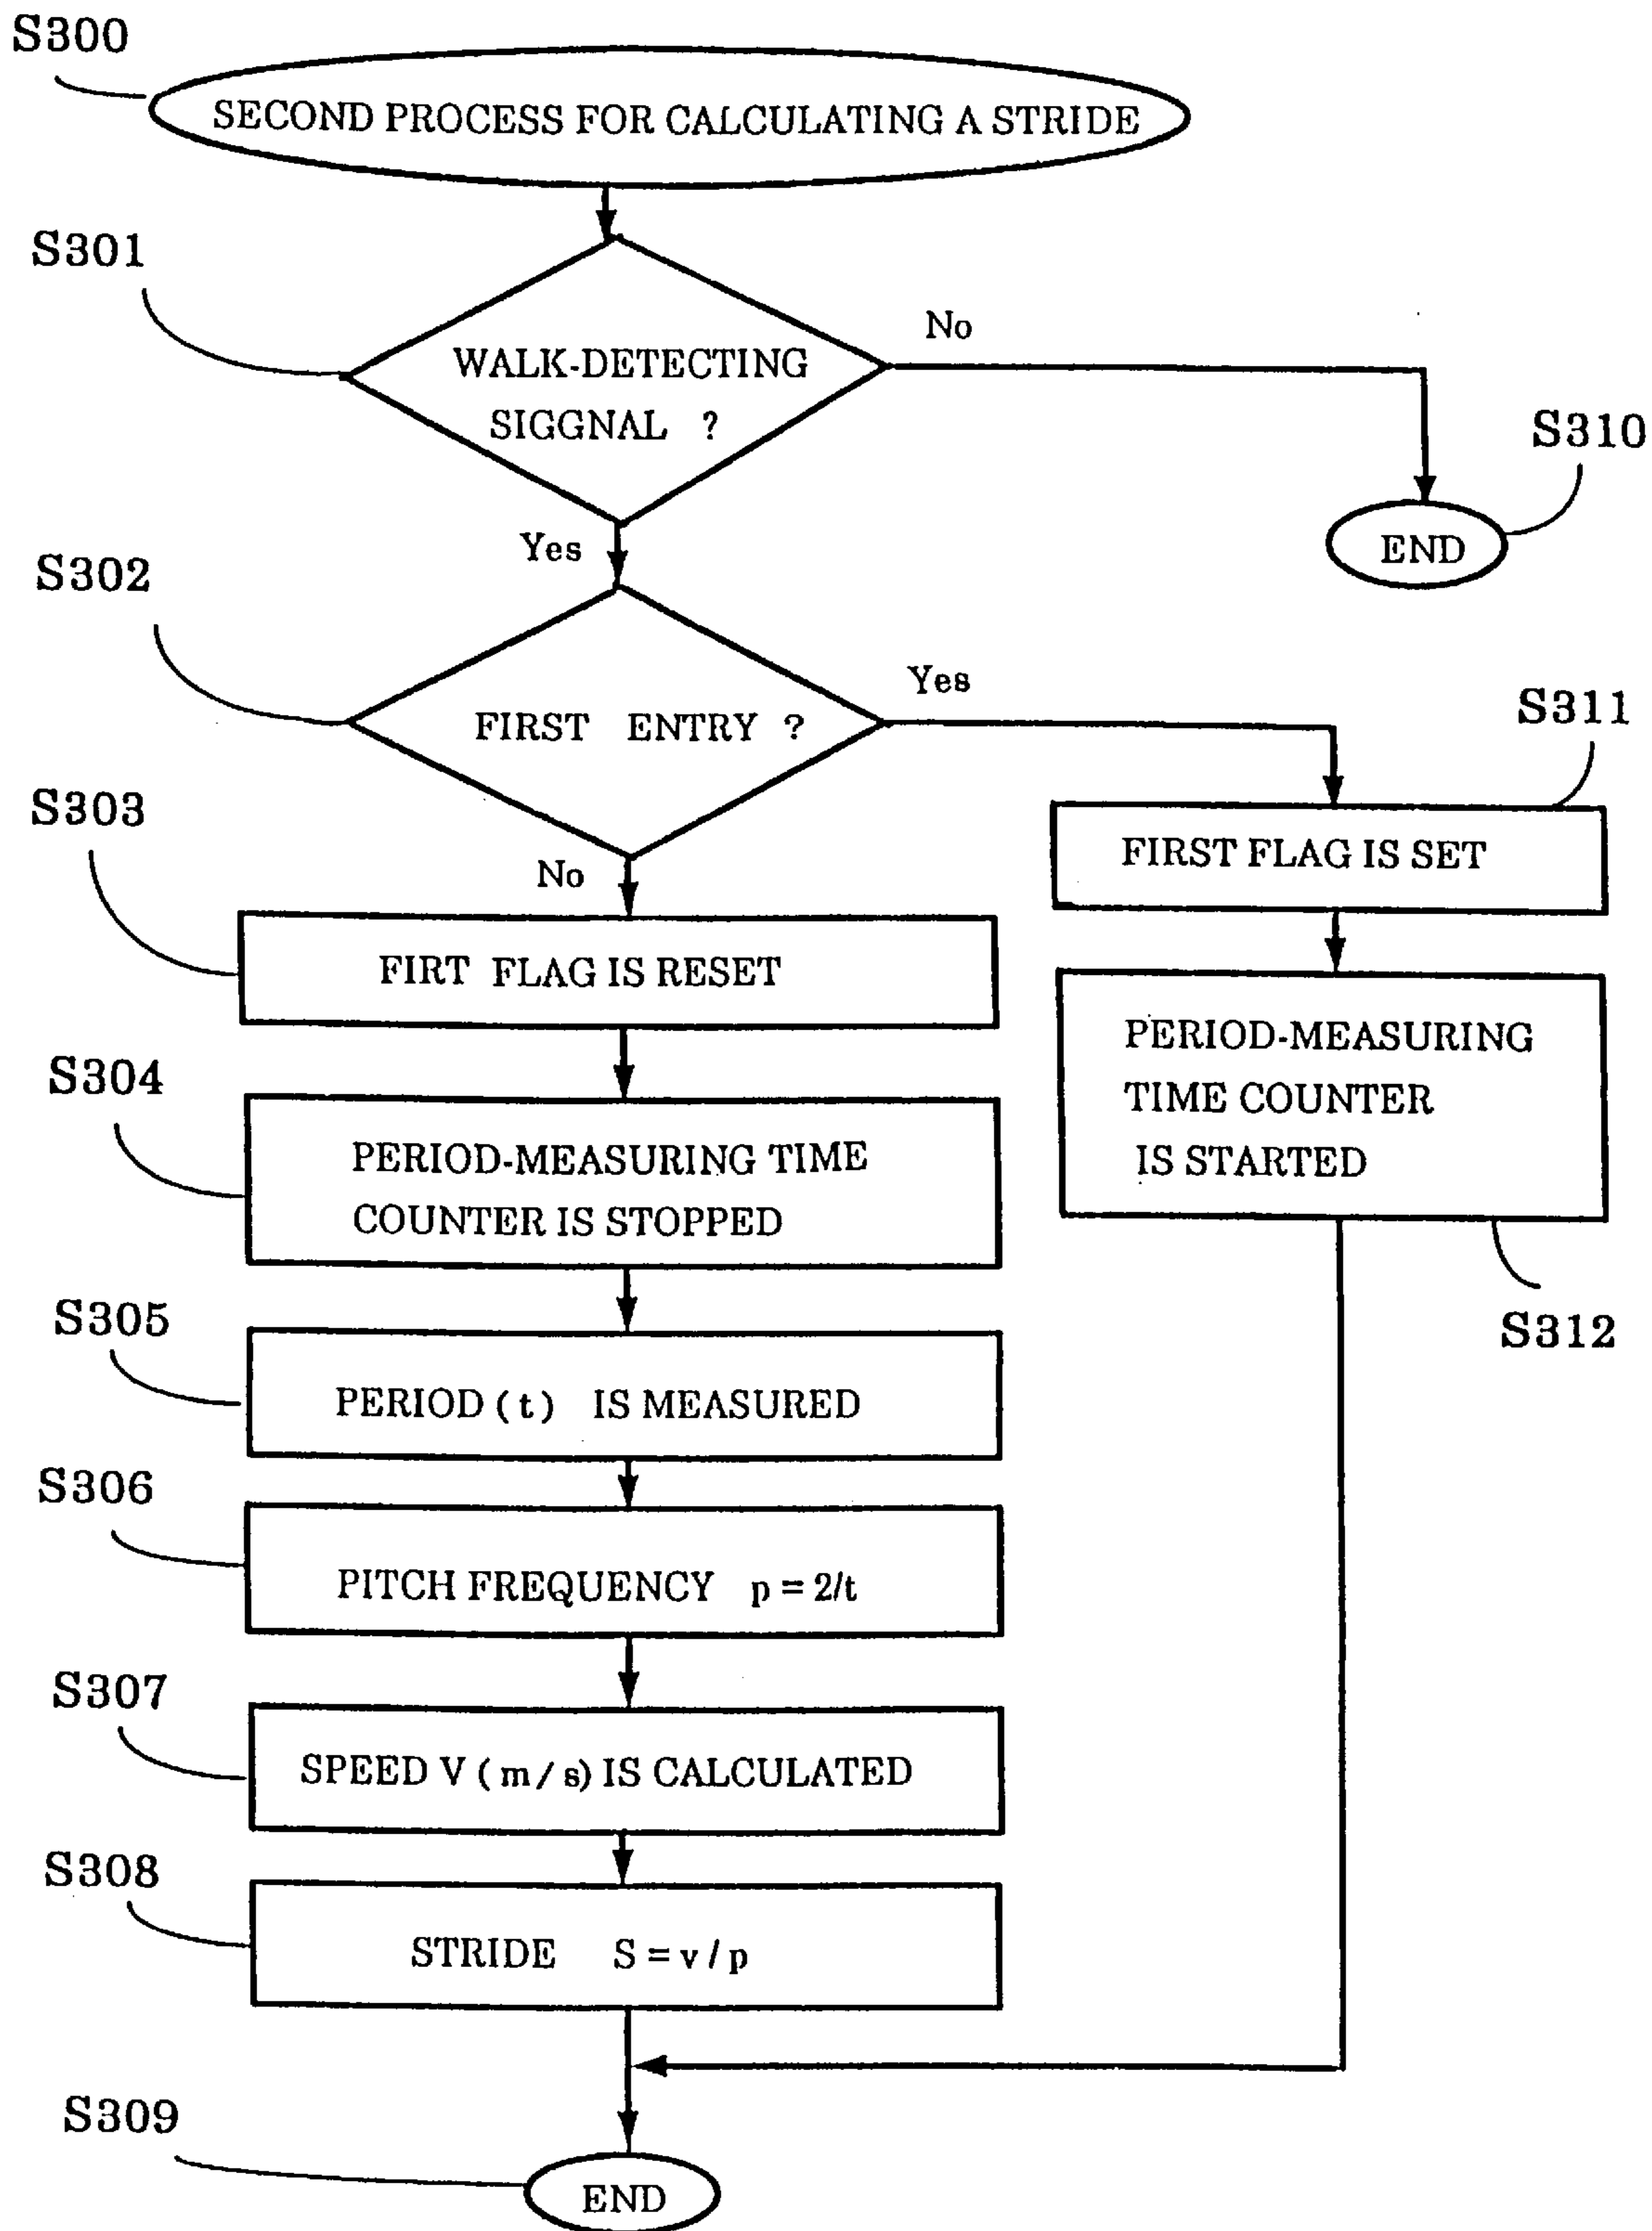 S300
SECOND PROCESS FOR CALCULATING A STRIDE
S301
WALK-DETECTING
SIGGNAL ?
No
S310
END
Yes
S302
FIRST ENTRY ?
Yes
S311
FIRST FLAG IS SET
No
S303
FIRT FLAG IS RESET
PERIOD-MEASURING
TIME COUNTER
IS STARTED
S312
S304
PERIOD-MEASURING TIME
COUNTER IS STOPPED
S305
PERIOD (t) IS MEASURED
S306
PITCH FREQUENCY p = 2/t
S307
SPEED V (m/s) IS CALCULATED
S308
STRIDE S = v / p
S309
END